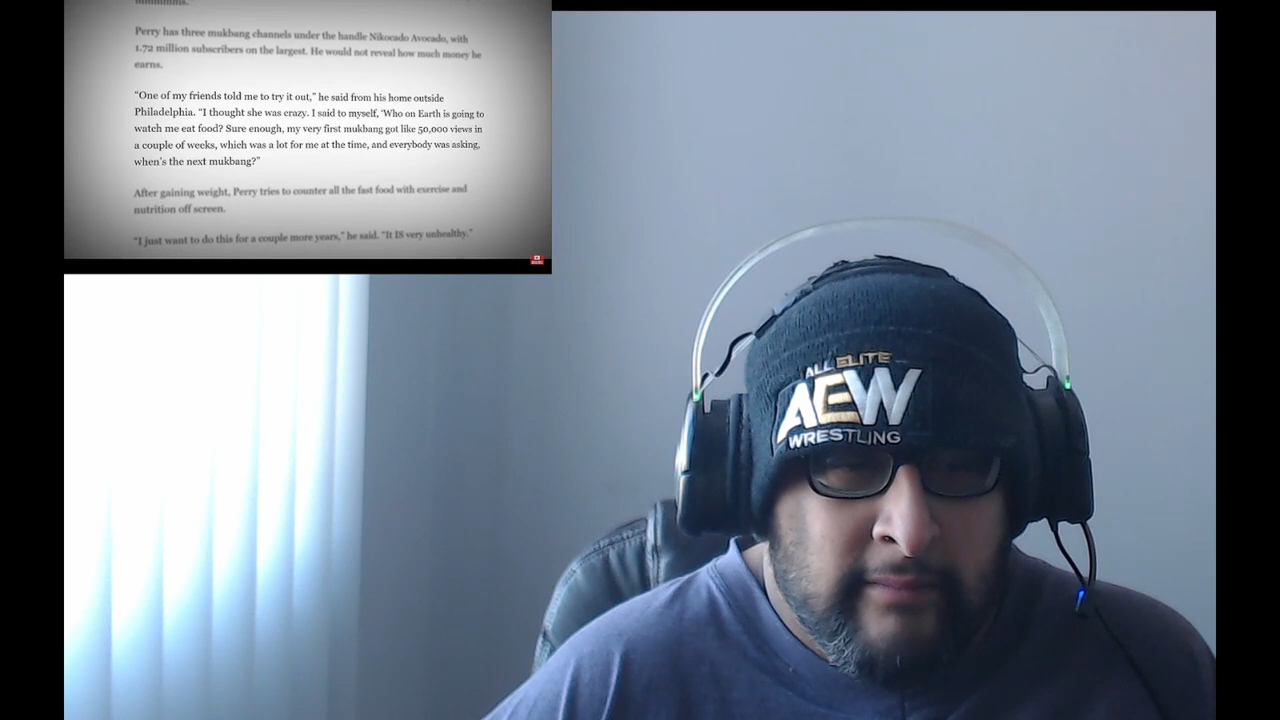 Perry has three mukbang channels under the handle Nikocado Avocado, with
1.72 million subscribers on the largest. He would not reveal how much money he
earns.
“One of my friends told me to try it out,” he said from his home outside
Philadelphia. “I thought she was crazy. I said to myself, ‘Who on Earth is going to
watch me eat food? Sure enough, my very first mukbang got like 50,000 views in
a couple of weeks, which was a lot for me at the time, and everybody was asking,
when’s the next mukbang?”
After gaining weight, Perry tries to counter all the fast food with exercise and
nutrition off screen.
“I just want to do this for a couple more years,” he said. “It IS very unhealthy.”
ALL ELITE
AEW
WRESTLING